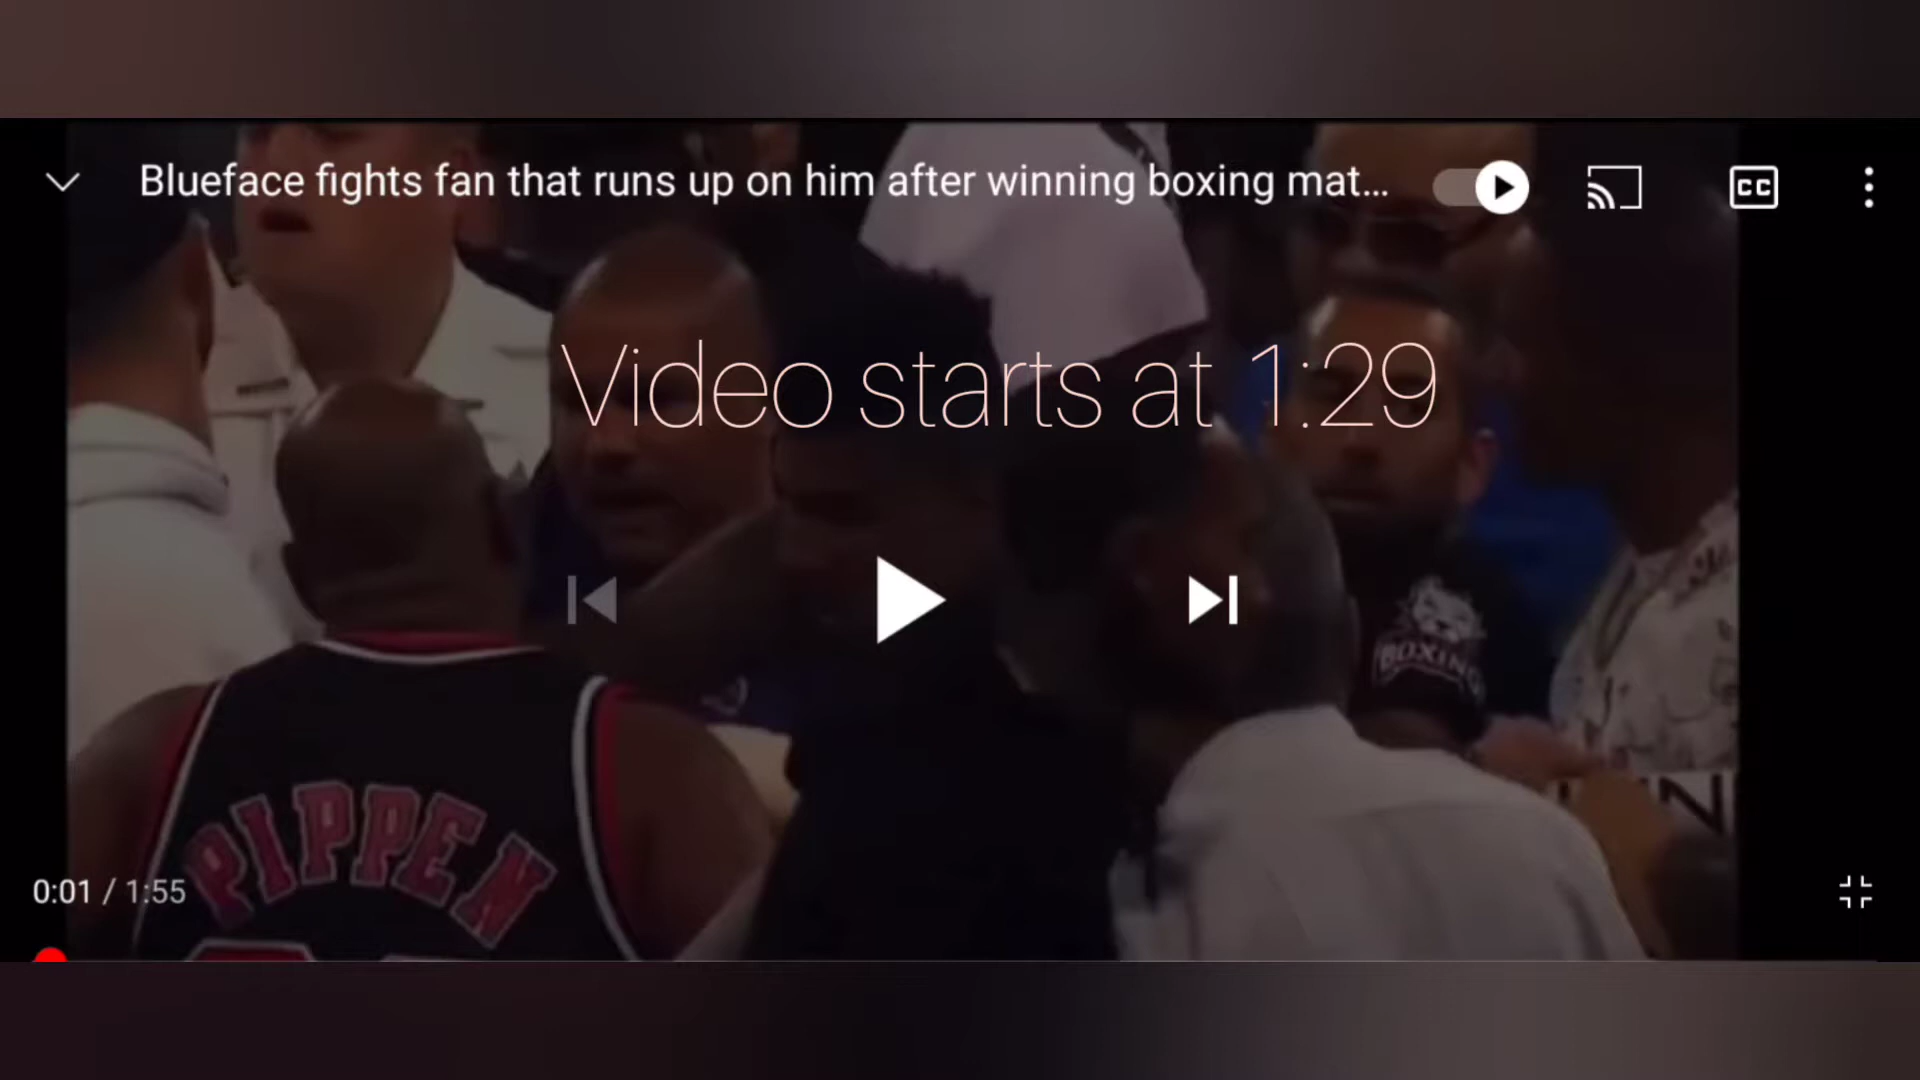 Blueface fights fan that runs up on him after winning boxing mat...
CC
Video starts at 1:29
BOXING
PIPPEN
0:01 / 1:55